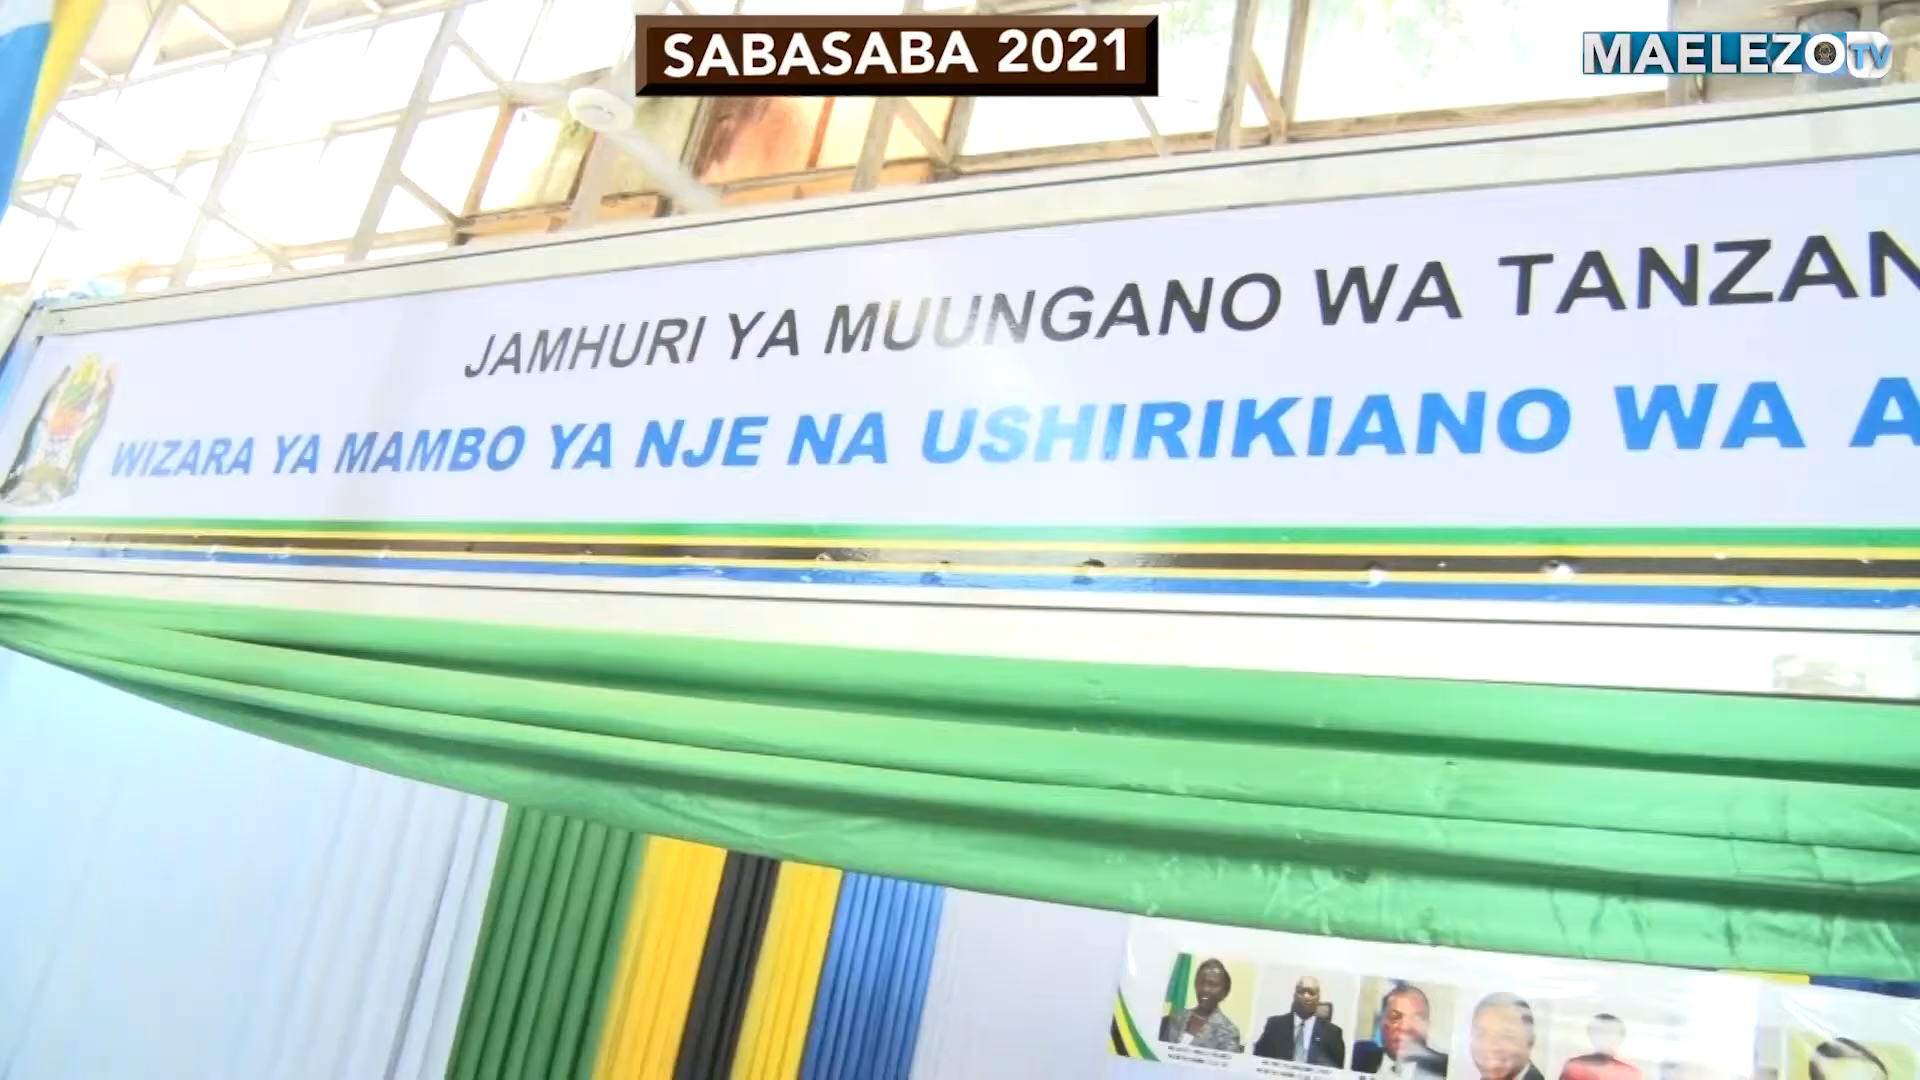 SABASABA 2021
MAELEZO TV
JAMHURI YA MUUNGANO WA TANZAN
WIZARA YA MAMBO YA NJE NA USHIRIKIANO WA A